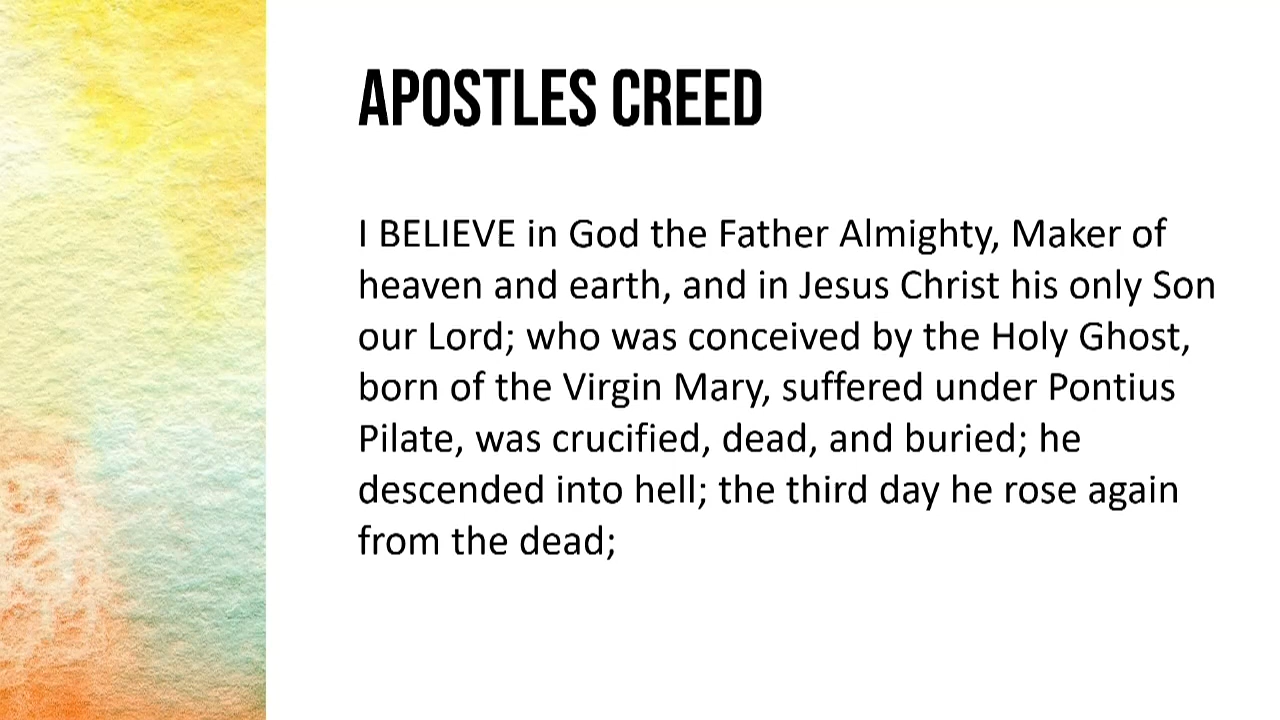 APOSTLES CREED
I BELIEVE in God the Father Almighty, Maker of
heaven and earth, and in Jesus Christ his only Son
our Lord; who was conceived by the Holy Ghost,
born of the Virgin Mary, suffered under Pontius
Pilate, was crucified, dead, and buried; he
descended into hell; the third day he rose again
from the dead;